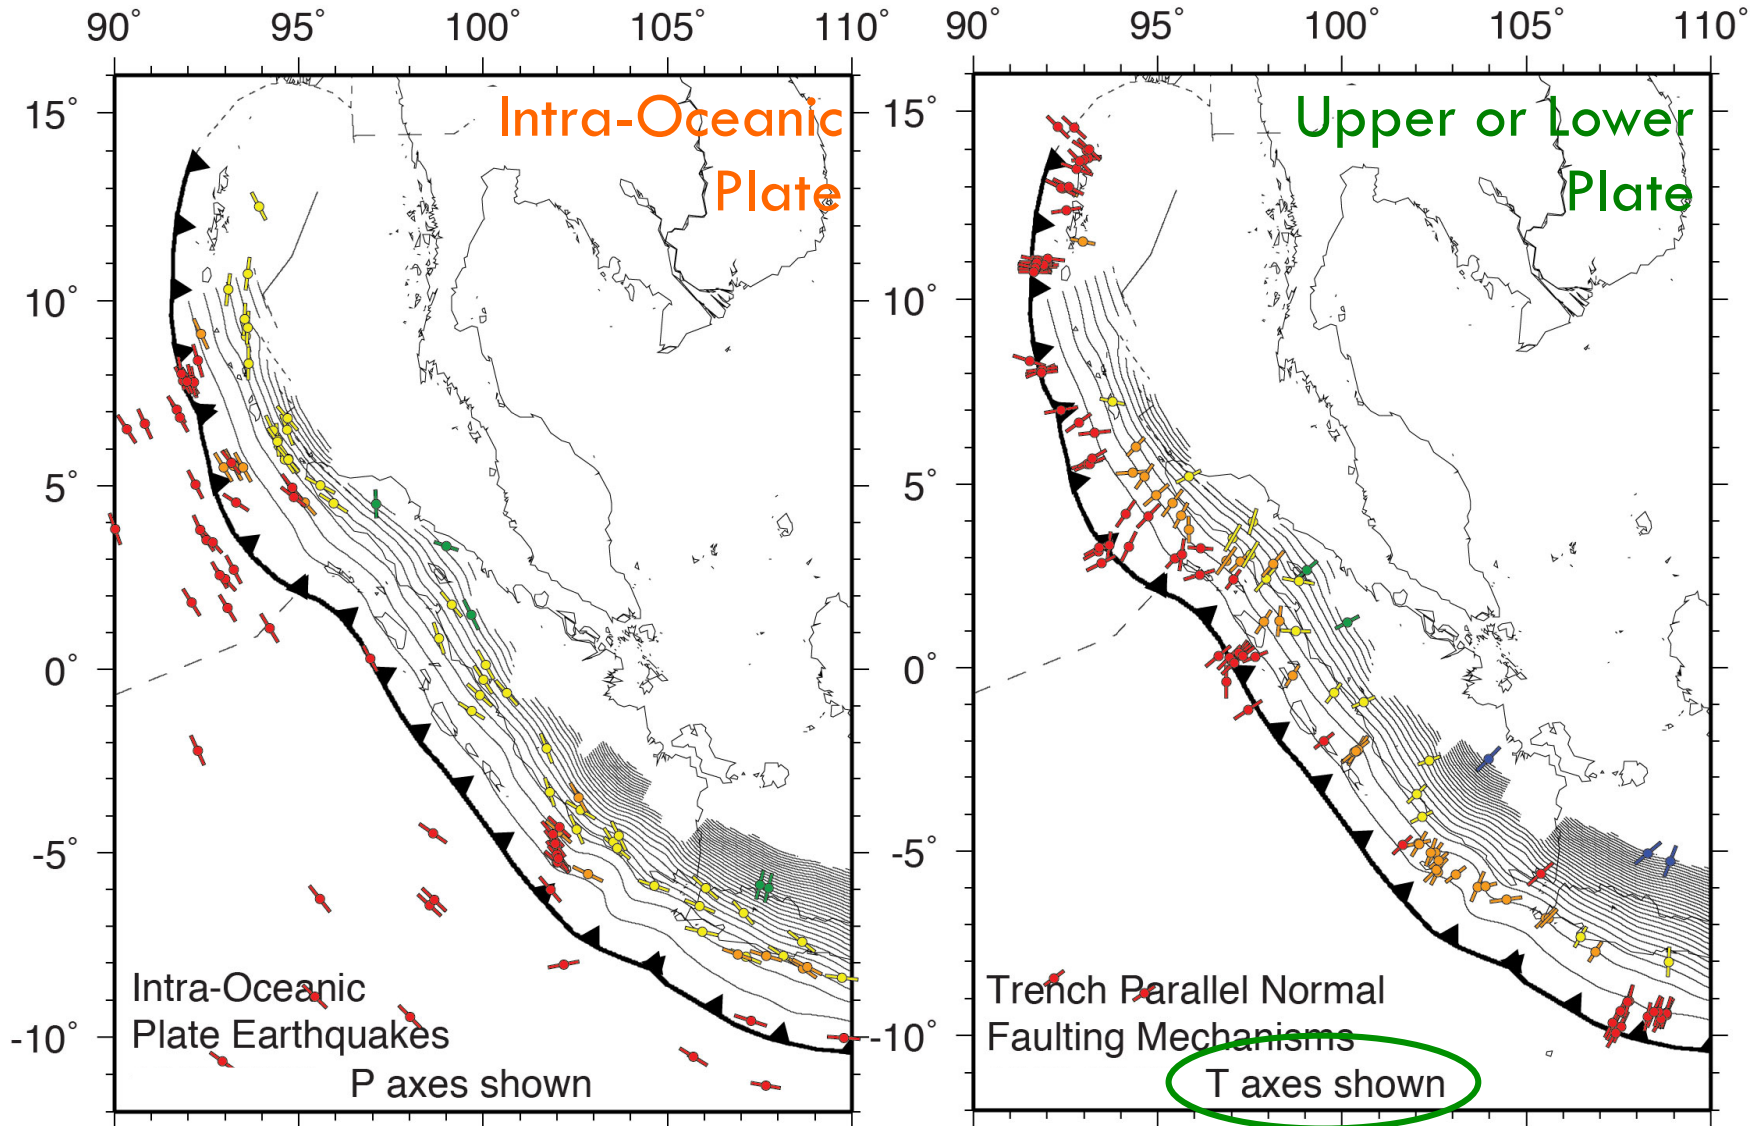 90˚ 95˚ 100˚ 105˚ 110˚
15˚
10˚
5˚
0˚
-5˚
-10˚
Intra-Oceanic
Plate
Intra-Oceanic
Plate Earthquakes
P axes shown
90˚ 95˚ 100˚ 105˚ 110˚
15˚
10˚
5˚
0˚
-5˚
-10˚
Upper or Lower
Plate
Trench Parallel Normal
Faulting Mechanisms
T axes shown